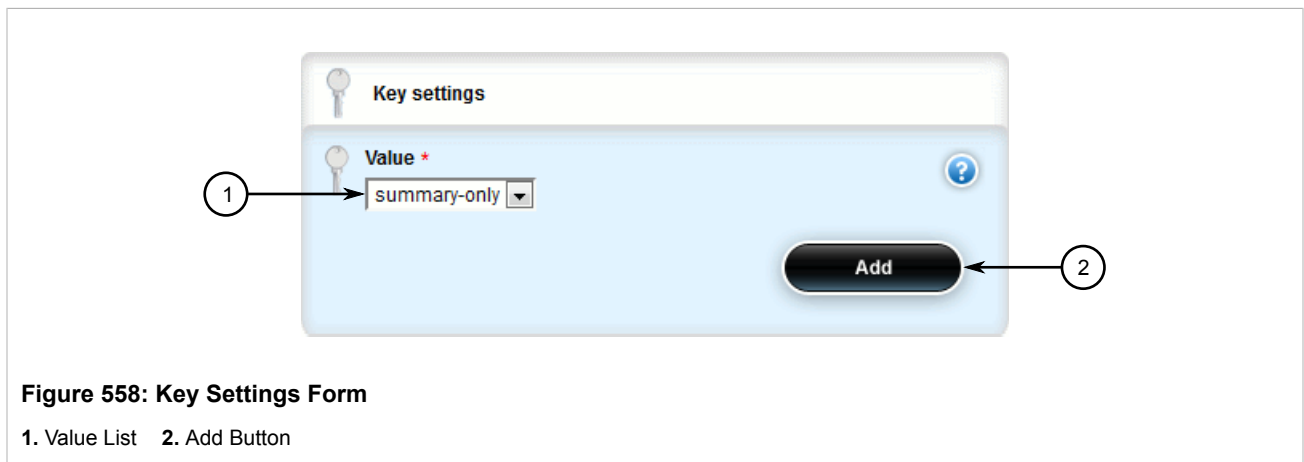 Key settings
Value *
?
1
summary-only
Add
2
Figure 558: Key Settings Form
1. Value List 2. Add Button